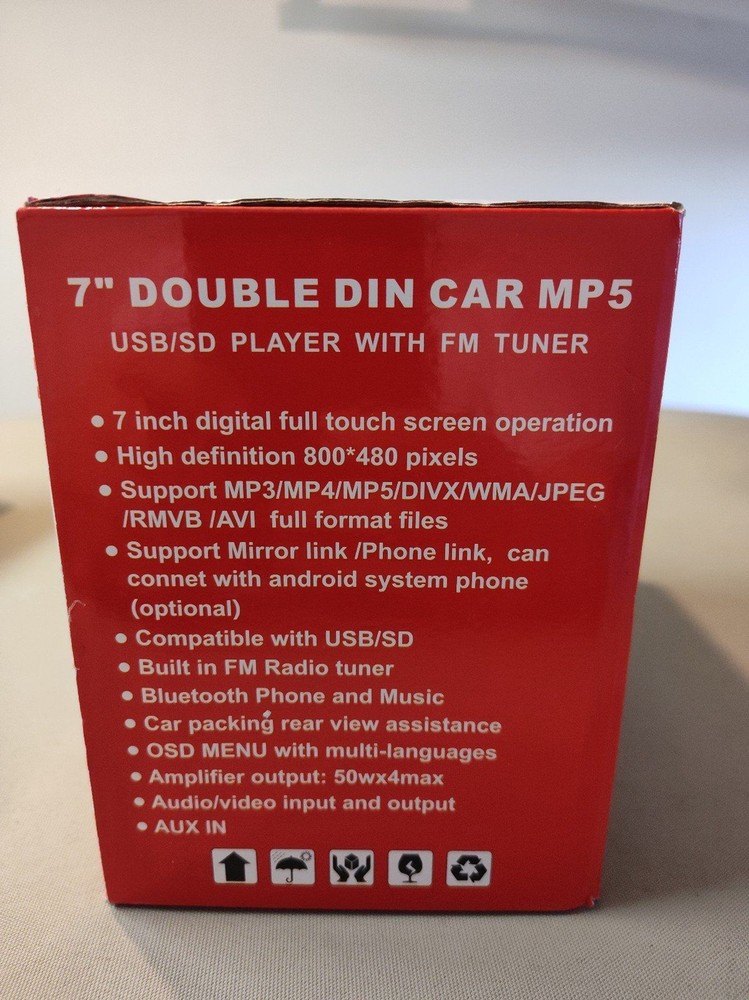 7" DOUBLE DIN CAR MP5
USB/SD PLAYER WITH FM TUNER
● 7 inch digital full touch screen operation
● High definition 800*480 pixels
● Support MP3/MP4/MP5/DIVX/WMA/JPEG
/RMVB /AVI full format files
● Support Mirror link /Phone link, can
connet with android system phone
(optional)
● Compatible with USB/SD
● Built in FM Radio tuner
● Bluetooth Phone and Music
● Car packing rear view assistance
● OSD MENU with multi-languages
● Amplifier output: 50wx4max
● Audio/video input and output
● AUX IN